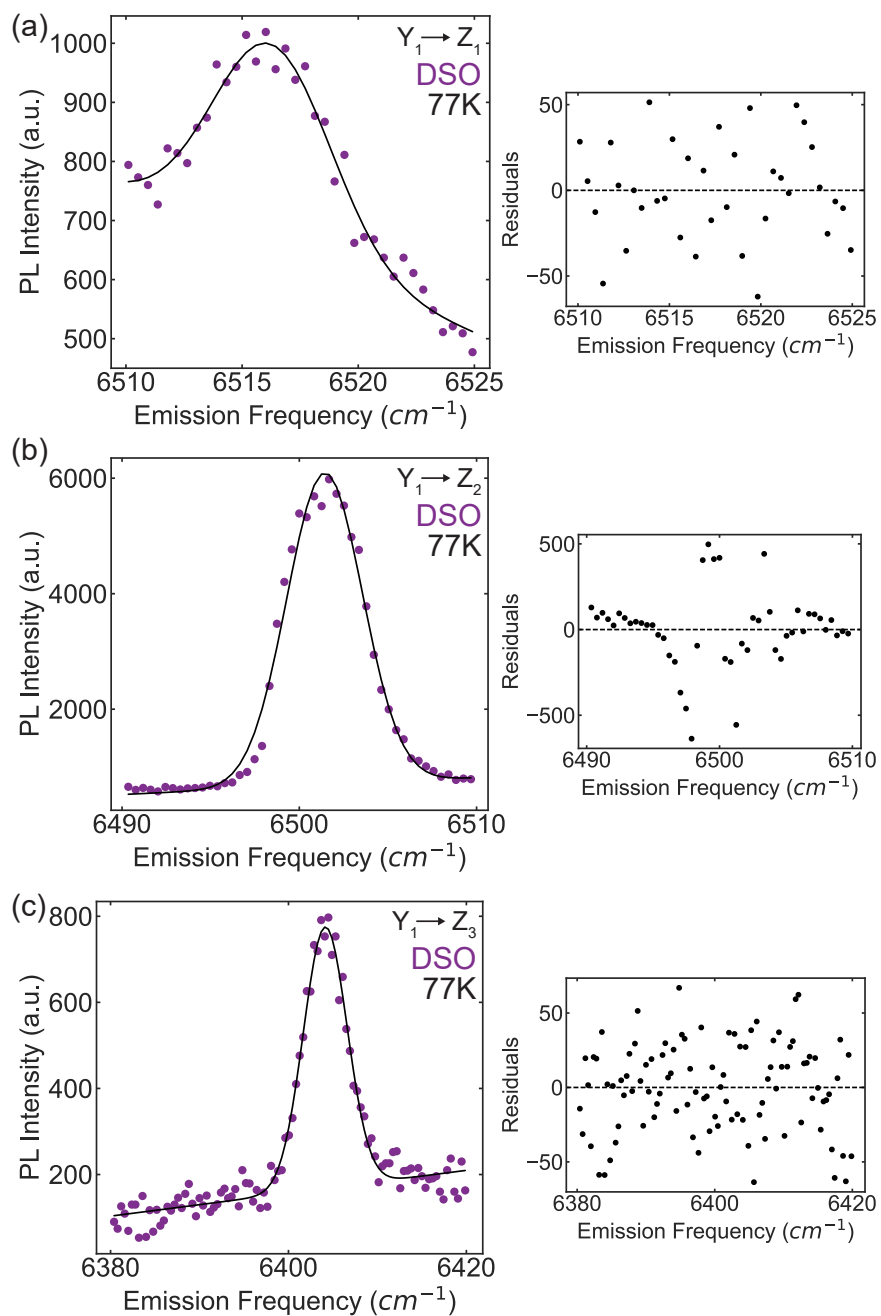 (a)
Y₁→ Z₁
DSO
77K
1000
900
800
700
600
500
PL Intensity (a.u.)
6510
6515
6520
6525
Emission Frequency (cm⁻¹)
50
0
−50
Residuals
6510
6515
6520
6525
Emission Frequency (cm⁻¹)
(b)
Y₁→ Z₂
DSO
77K
6000
4000
2000
PL Intensity (a.u.)
6490
6500
6510
Emission Frequency (cm⁻¹)
500
0
−500
Residuals
6490
6500
6510
Emission Frequency (cm⁻¹)
(c)
Y₁→ Z₃
DSO
77K
800
600
400
200
PL Intensity (a.u.)
6380
6400
6420
Emission Frequency (cm⁻¹)
50
0
−50
Residuals
6380
6400
6420
Emission Frequency (cm⁻¹)